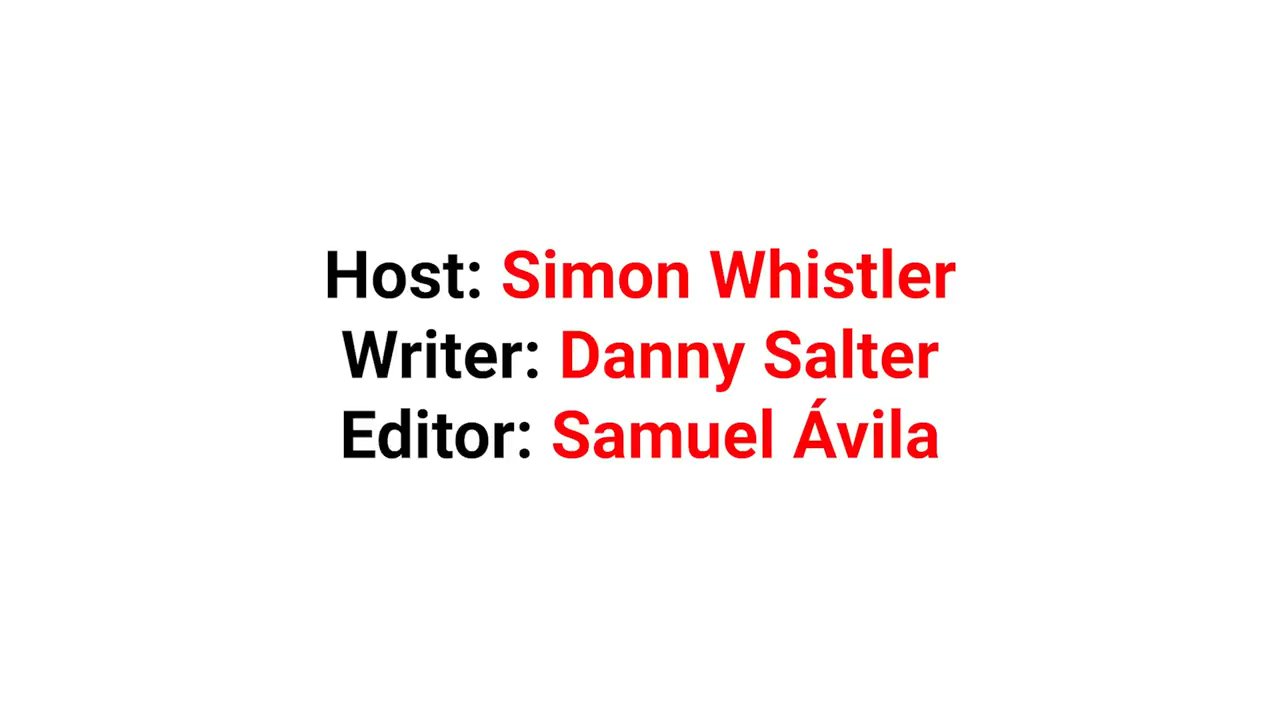 Host: Simon Whistler
Writer: Danny Salter
Editor: Samuel Ávila